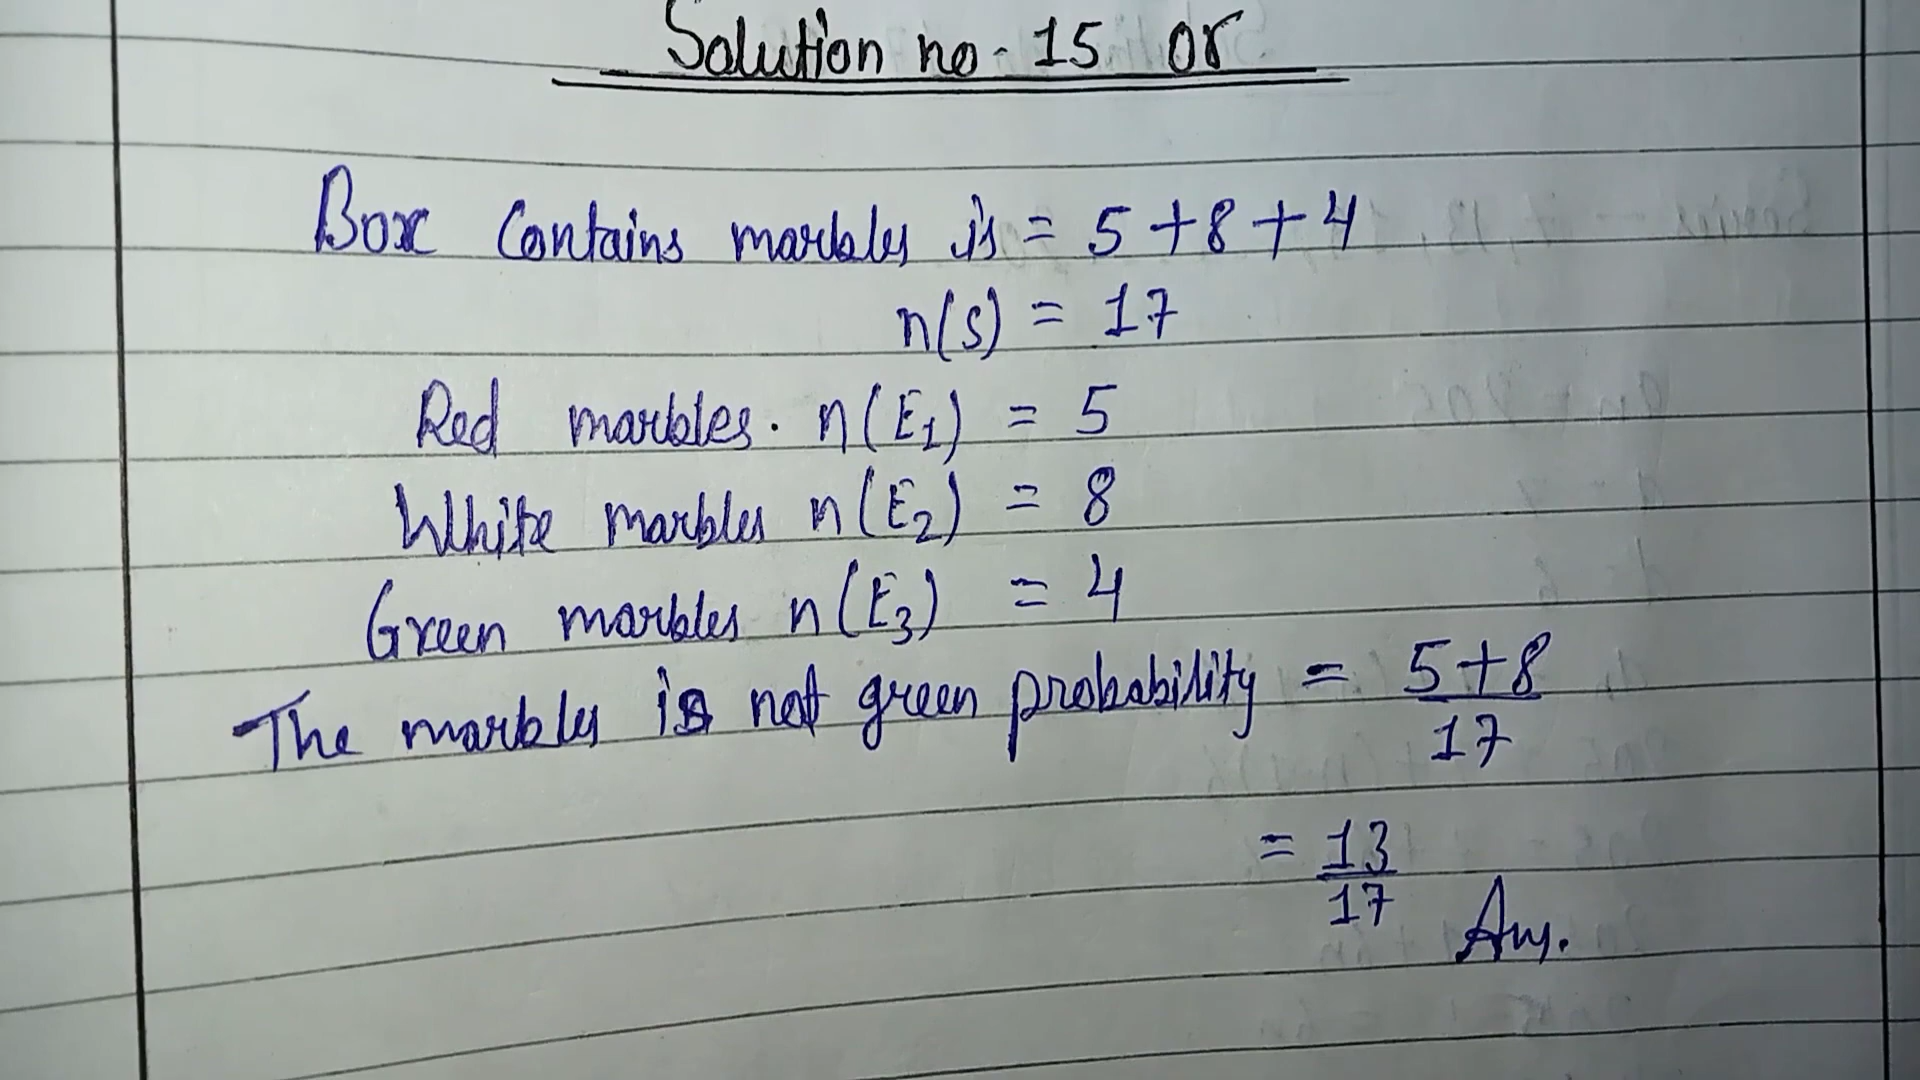 Solution no - 15 or
Box Contains marbles is = 5 + 8 + 4
n(s) = 17
Red marbles. n(E1) = 5
White marbles n(E2) = 8
Green marbles n(E3) = 4
The marbles is not green probability = 5+8
17
= 13
17 Ans.